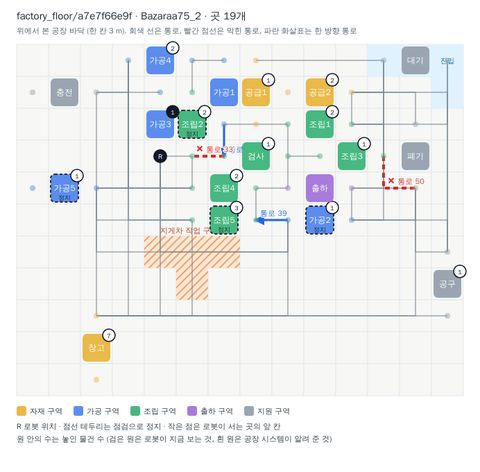 factory_floor/a7e7f66e9f · Bazaraa75_2 · 곳 19개
위에서 본 공장 바닥 (한 칸 3 m). 회색 선은 통로, 빨간 점선은 막힌 통로, 파란 화살표는 한 방향 통로
가공4 2
대기
진입
충전
가공1
공급1 1
공급2 2
가공3 1
조립2 2
정지
조립1 2
R
✕ 통로 33
검사 1
조립3 1
폐기
✕ 통로 50
가공5 1
정지
조립4 2
출하
조립5 3
정지
통로 39
가공2 1
정지
지게차 작업 구
공구 1
창고 7
자재 구역 가공 구역 조립 구역 출하 구역 지원 구역
R 로봇 위치 · 점선 테두리는 점검으로 정지 · 작은 점은 로봇이 서는 곳의 앞 칸
원 안의 수는 놓인 물건 수 (검은 원은 로봇이 지금 보는 것, 흰 원은 공장 시스템이 알려 준 것)